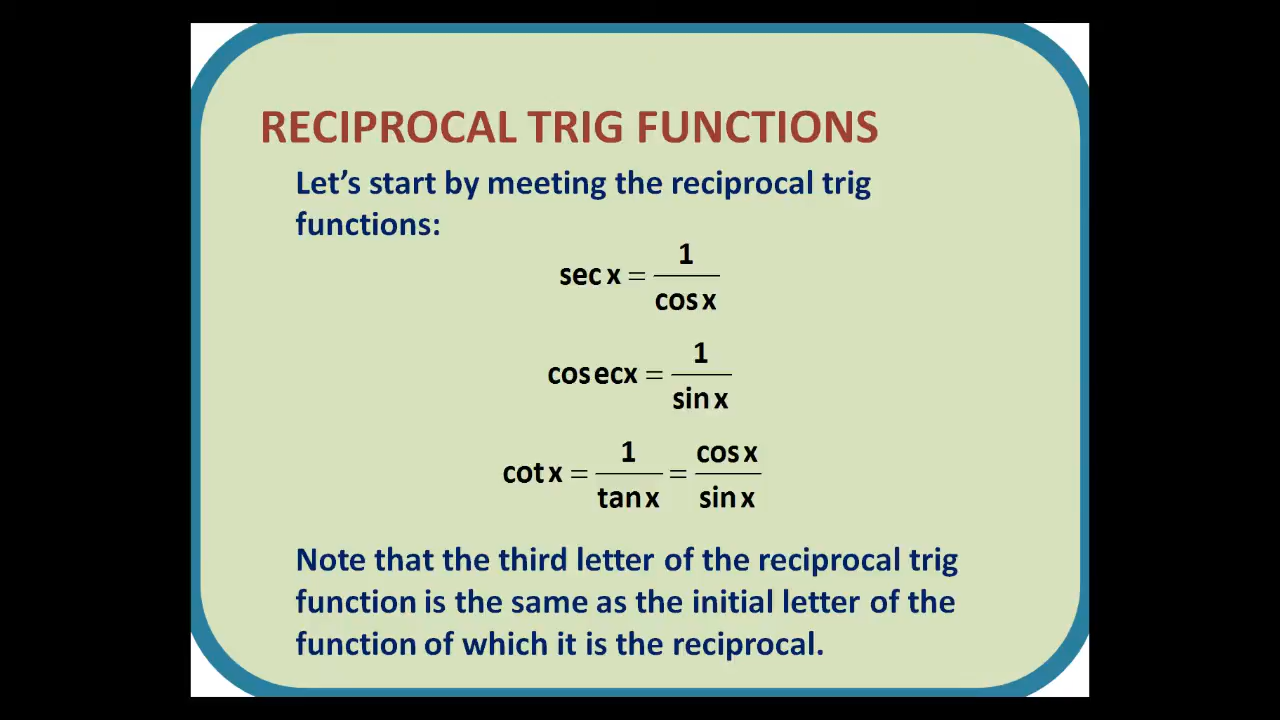 RECIPROCAL TRIG FUNCTIONS
Let’s start by meeting the reciprocal trig
functions:
sec x = 1/cos x
cosecx = 1/sin x
cot x = 1/tan x = cos x/sin x
Note that the third letter of the reciprocal trig
function is the same as the initial letter of the
function of which it is the reciprocal.